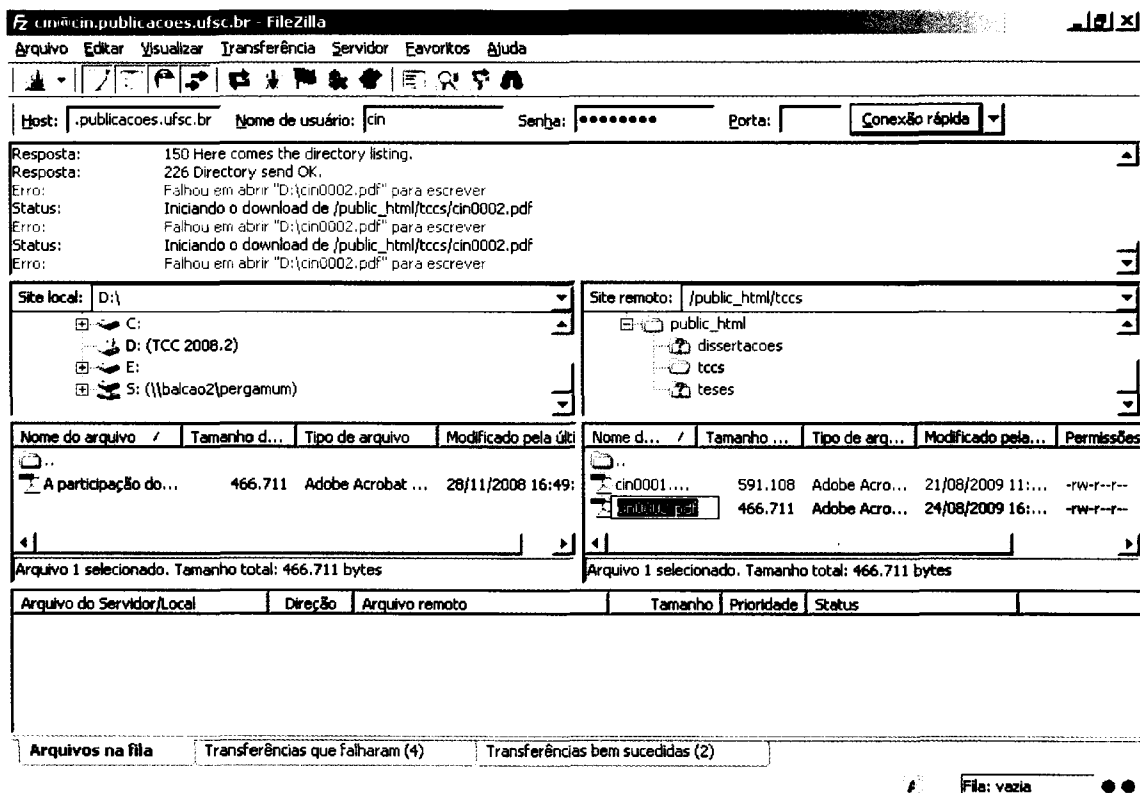 cin@cin.publicacoes.ufsc.br - FileZilla
Arquivo Editar Visualizar Transferência Servidor Favoritos Ajuda
Host: .publicacoes.ufsc.br Nome de usuário: cin Senha: ●●●●●●●● Porta: Conexão rápida
Resposta: 150 Here comes the directory listing.
Resposta: 226 Directory send OK.
Erro: Falhou em abrir "D:\cin0002.pdf" para escrever
Status: Iniciando o download de /public_html/tccs/cin0002.pdf
Erro: Falhou em abrir "D:\cin0002.pdf" para escrever
Status: Iniciando o download de /public_html/tccs/cin0002.pdf
Erro: Falhou em abrir "D:\cin0002.pdf" para escrever
Site local: D:\
C:
D: (TCC 2008.2)
E:
S: (\\balcao2\pergamum)
Site remoto: /public_html/tccs
public_html
dissertacoes
tccs
teses
Nome do arquivo / Tamanho d... Tipo de arquivo Modificado pela últi
..
A participação do... 466.711 Adobe Acrobat ... 28/11/2008 16:49:
Arquivo 1 selecionado. Tamanho total: 466.711 bytes
Nome d... / Tamanho ... Tipo de arq... Modificado pela... Permissões
..
cin0001.... 591.108 Adobe Acro... 21/08/2009 11:... -rw-r--r--
466.711 Adobe Acro... 24/08/2009 16:... -rw-r--r--
Arquivo 1 selecionado. Tamanho total: 466.711 bytes
Arquivo do Servidor/Local Direção Arquivo remoto Tamanho Prioridade Status
Arquivos na fila Transferências que falharam (4) Transferências bem sucedidas (2)
Fila: vazia